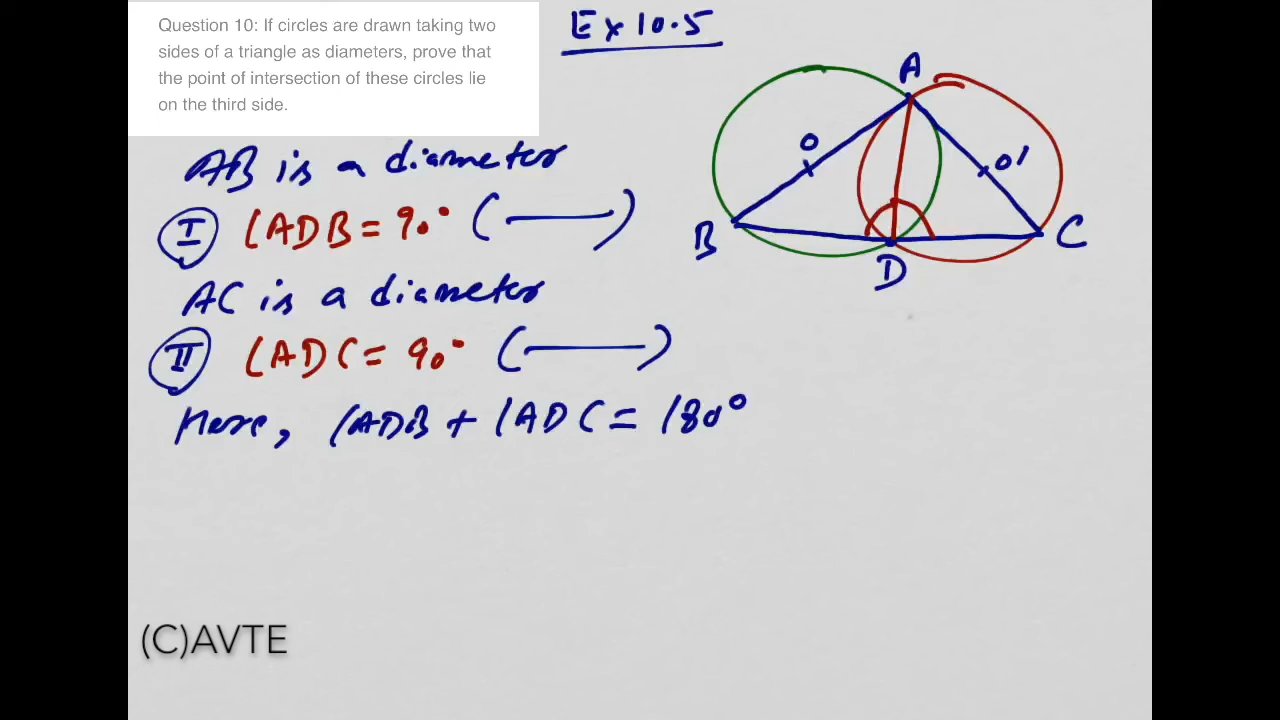 Question 10: If circles are drawn taking two
sides of a triangle as diameters, prove that
the point of intersection of these circles lie
on the third side.
Ex 10.5
AB is a diameter
I ∠ADB = 90° ( )
AC is a diameter
II ∠ADC = 90° ( )
Here, ∠ADB + ∠ADC = 180°
A
O
O'
B
C
D
(C)AVTE